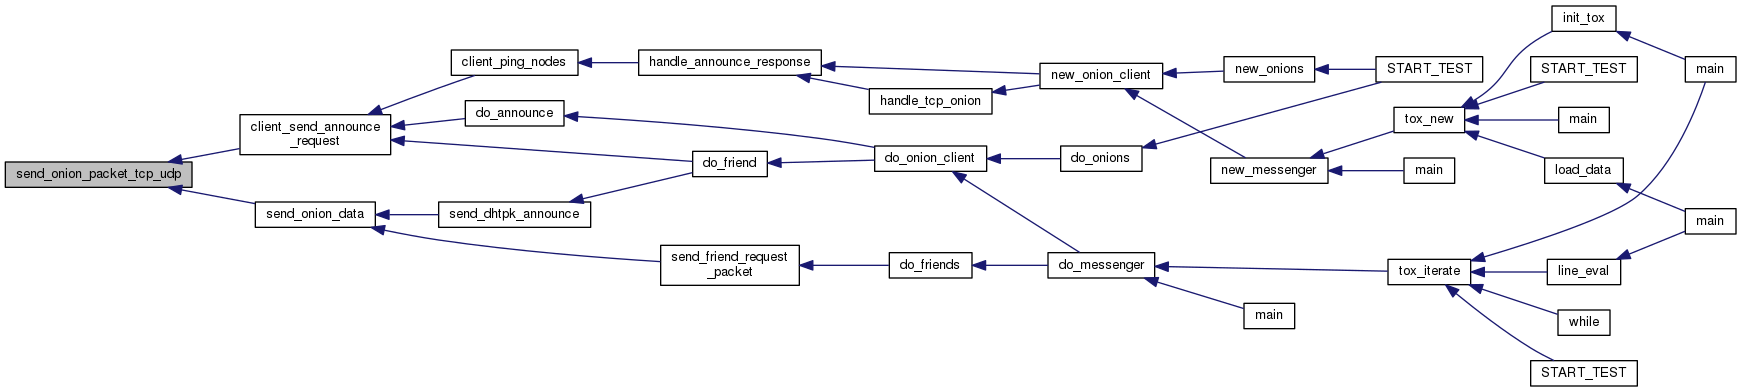 send_onion_packet_tcp_udp
client_send_announce
_request
send_onion_data
client_ping_nodes
do_announce
send_dhtpk_announce
handle_announce_response
handle_tcp_onion
do_friend
send_friend_request
_packet
do_onion_client
do_friends
new_onion_client
do_onions
do_messenger
new_onions
new_messenger
main
START_TEST
main
tox_new
tox_iterate
init_tox
START_TEST
main
load_data
line_eval
while
START_TEST
main
main